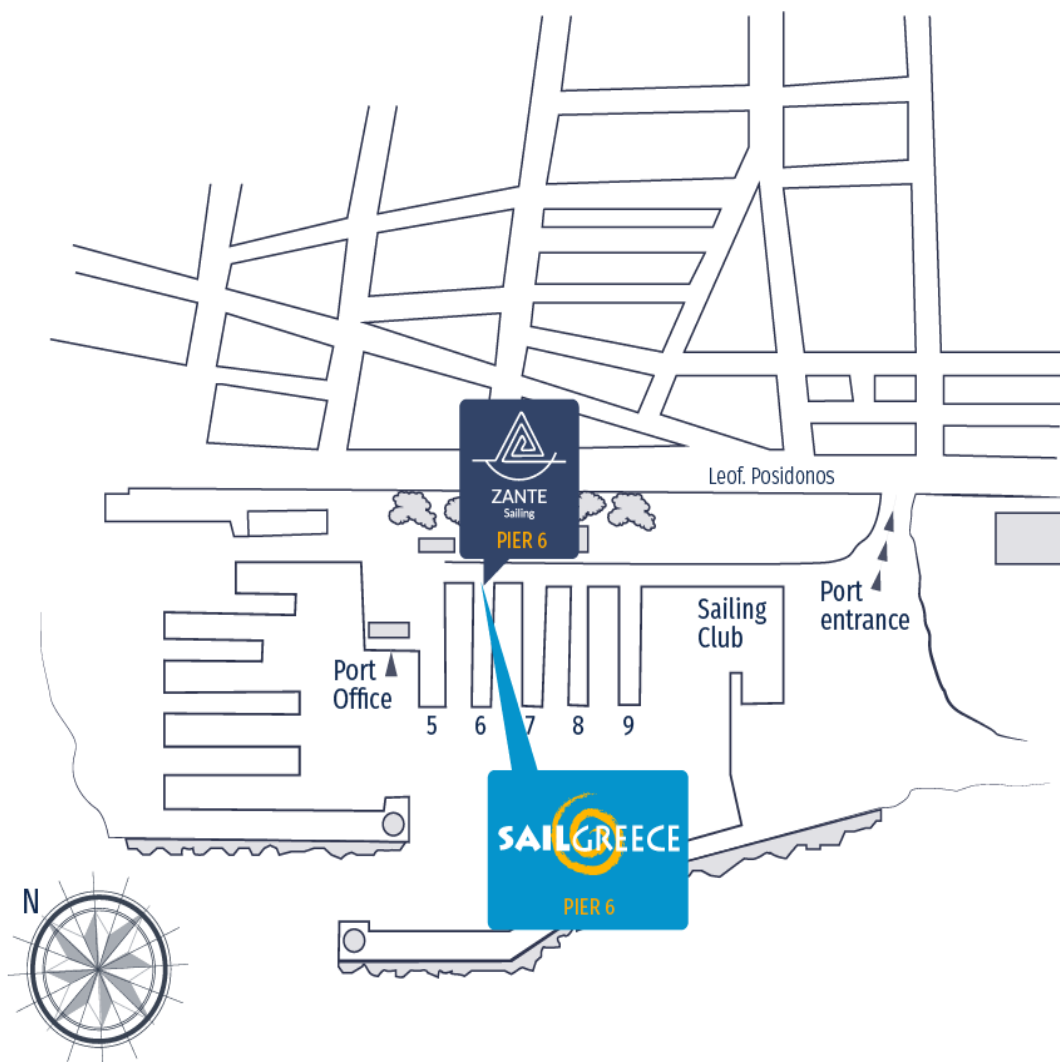 Leof. Posidonos
ZANTE
Sailing
PIER 6
Port
entrance
Sailing
Club
Port
Office
5 6 7 8 9
SAILGREECE
PIER 6
N